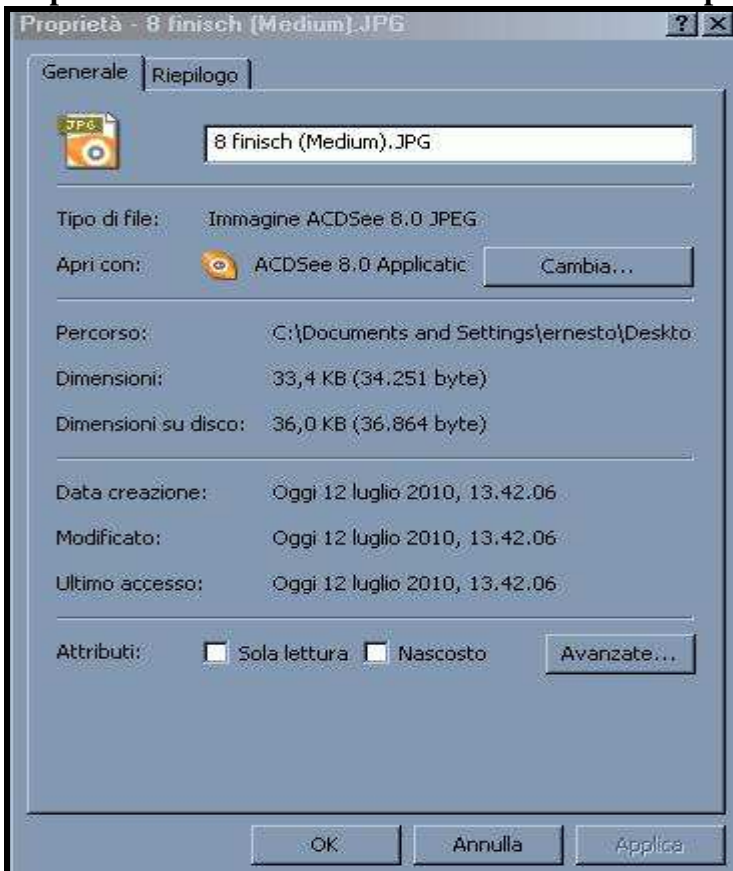 Proprietà - 8 finisch (Medium).JPG
Generale Riepilogo
JPG
8 finisch (Medium).JPG
Tipo di file: Immagine ACDSee 8.0 JPEG
Apri con: ACDSee 8.0 Applicatic Cambia...
Percorso: C:\Documents and Settings\ernesto\Deskto
Dimensioni: 33,4 KB (34.251 byte)
Dimensioni su disco: 36,0 KB (36.864 byte)
Data creazione: Oggi 12 luglio 2010, 13.42.06
Modificato: Oggi 12 luglio 2010, 13.42.06
Ultimo accesso: Oggi 12 luglio 2010, 13.42.06
Attributi: Sola lettura Nascosto Avanzate...
OK Annulla Applica